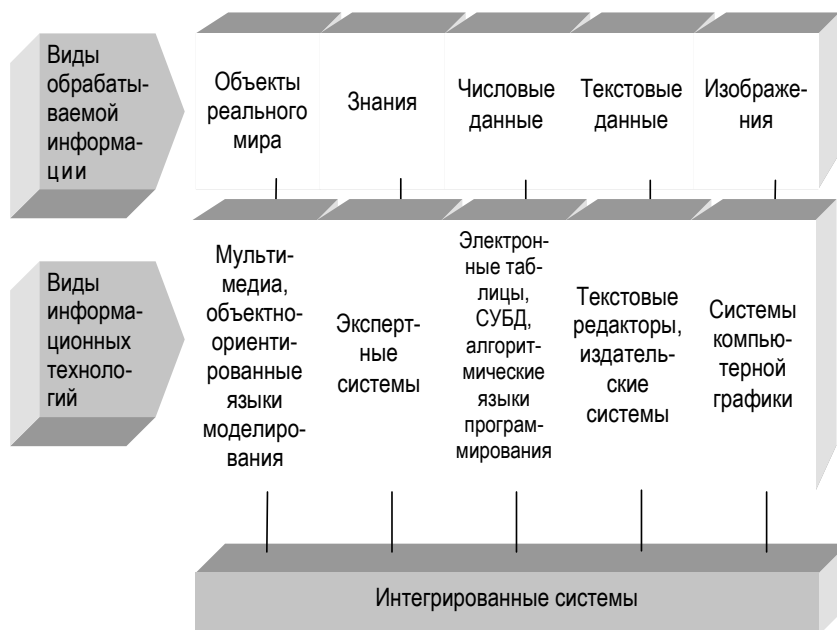 Виды
обрабаты-
ваемой
информа-
ции
Объекты
реального
мира
Знания
Числовые
данные
Текстовые
данные
Изображе-
ния
Виды
информа-
ционных
техноло-
гий
Мульти-
медиа,
объектно-
ориенти-
рованные
языки
моделиро-
вания
Эксперт-
ные
системы
Электрон-
ные таб-
лицы,
СУБД,
алгорит-
мические
языки
програм-
мирования
Текстовые
редакторы,
издатель-
ские
системы
Системы
компью-
терной
графики
Интегрированные системы